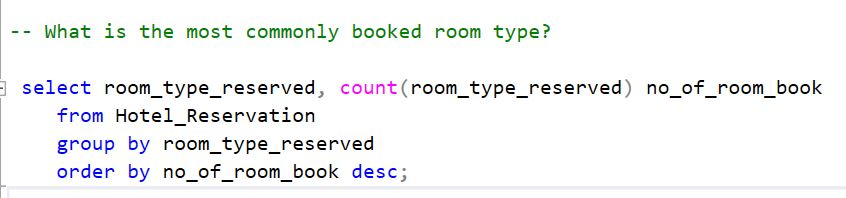 -- What is the most commonly booked room type?
select room_type_reserved, count(room_type_reserved) no_of_room_book
from Hotel_Reservation
group by room_type_reserved
order by no_of_room_book desc;